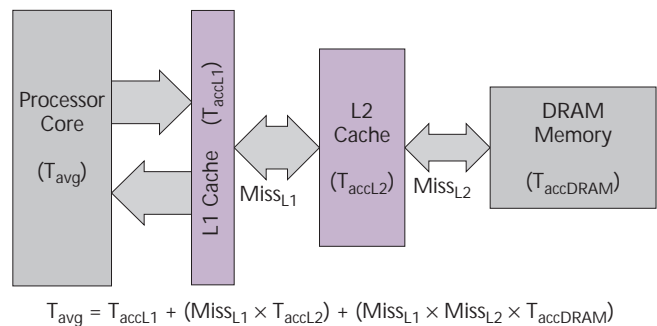 Processor
Core
(Tavg)
L1 Cache (TaccL1)
MissL1
L2
Cache
(TaccL2)
MissL2
DRAM
Memory
(TaccDRAM)
Tavg = TaccL1 + (MissL1 × TaccL2) + (MissL1 × MissL2 × TaccDRAM)